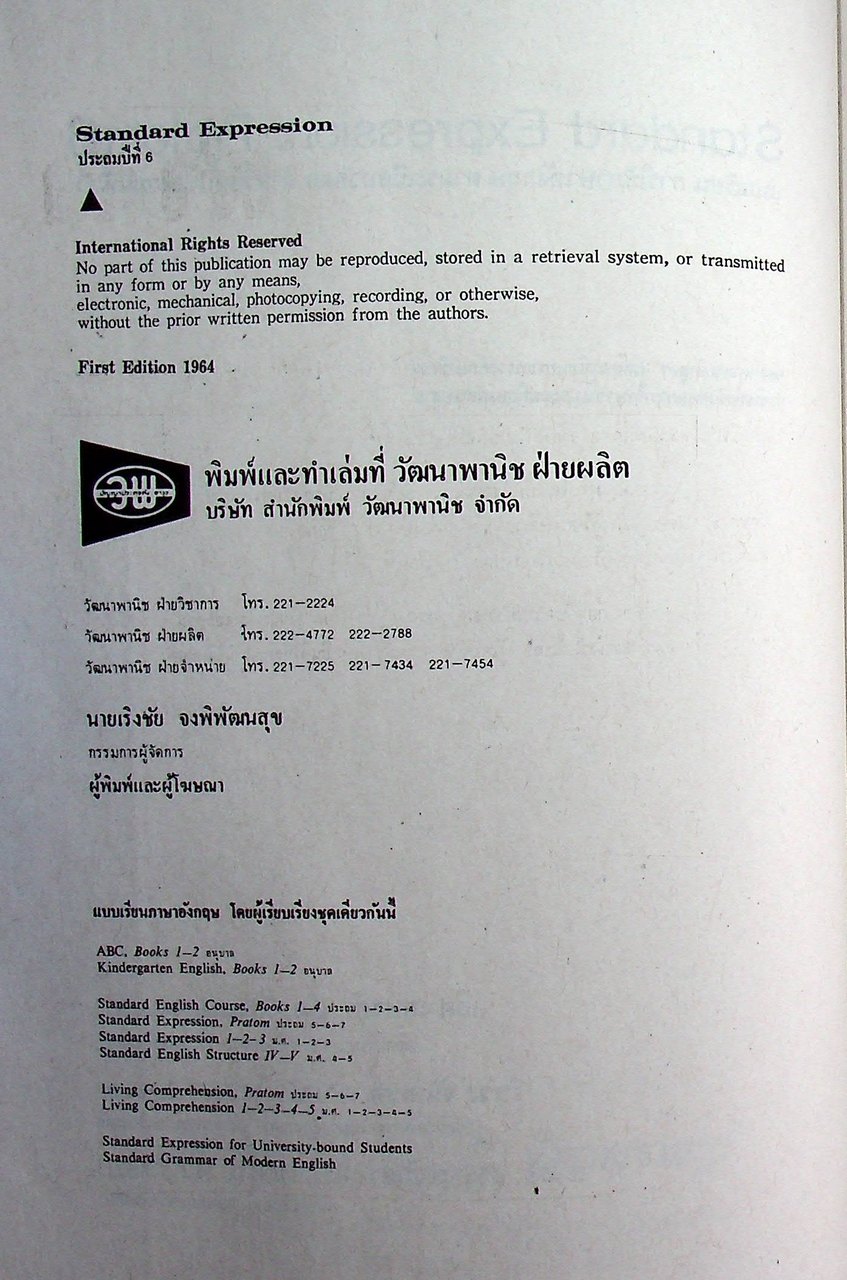 Standard Expression
ประถมปีที่ 6
International Rights Reserved
No part of this publication may be reproduced, stored in a retrieval system, or transmitted
in any form or by any means,
electronic, mechanical, photocopying, recording, or otherwise,
without the prior written permission from the authors.
First Edition 1964
วพ
พิมพ์และทำเล่มที่ วัฒนาพานิช ฝ่ายผลิต
บริษัท สำนักพิมพ์ วัฒนาพานิช จำกัด
วัฒนาพานิช ฝ่ายวิชาการ โทร. 221-2224
วัฒนาพานิช ฝ่ายผลิต โทร. 222-4772 222-2788
วัฒนาพานิช ฝ่ายจำหน่าย โทร. 221-7225 221-7434 221-7454
นายเริงชัย จงพิพัฒนสุข
กรรมการผู้จัดการ
ผู้พิมพ์และผู้โฆษณา
แบบเรียนภาษาอังกฤษ โดยผู้เรียบเรียงชุดเดียวกันนี้
ABC, Books 1-2 อนุบาล
Kindergarten English, Books 1-2 อนุบาล
Standard English Course, Books 1-4 ประถม 1-2-3-4
Standard Expression, Pratom ประถม 5-6-7
Standard Expression 1-2-3 ม.ศ. 1-2-3
Standard English Structure IV-V ม.ศ. 4-5
Living Comprehension, Pratom ประถม 5-6-7
Living Comprehension 1-2-3-4-5 ม.ศ. 1-2-3-4-5
Standard Expression for University-bound Students
Standard Grammar of Modern English